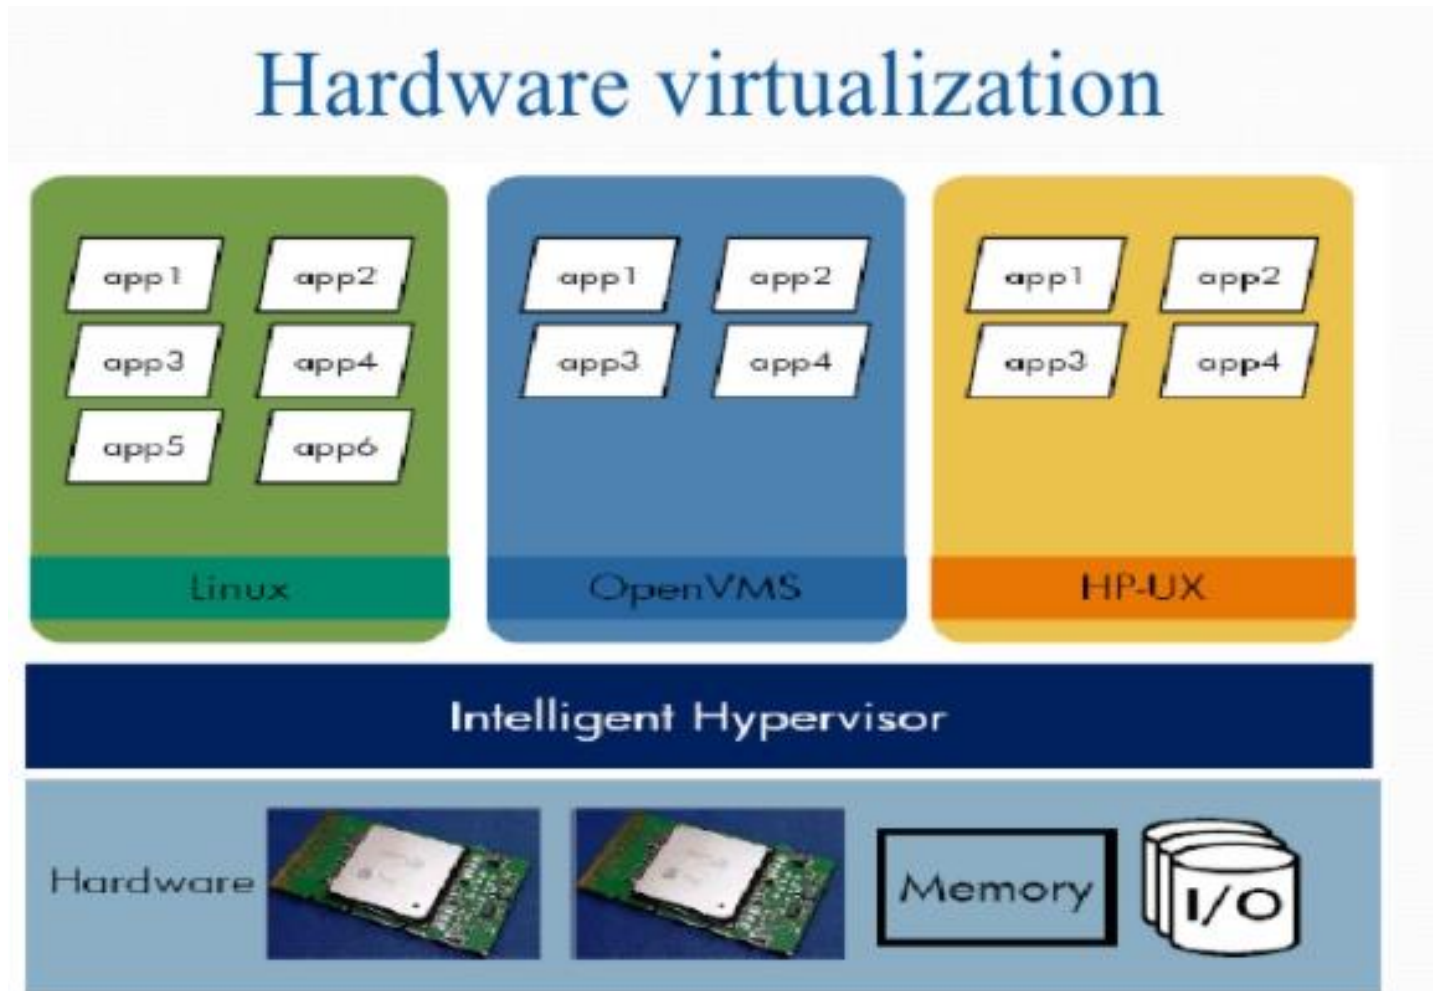 Hardware virtualization
app1 app2
app3 app4
app5 app6
Linux
app1 app2
app3 app4
OpenVMS
app1 app2
app3 app4
HP-UX
Intelligent Hypervisor
Hardware
Memory
I/O